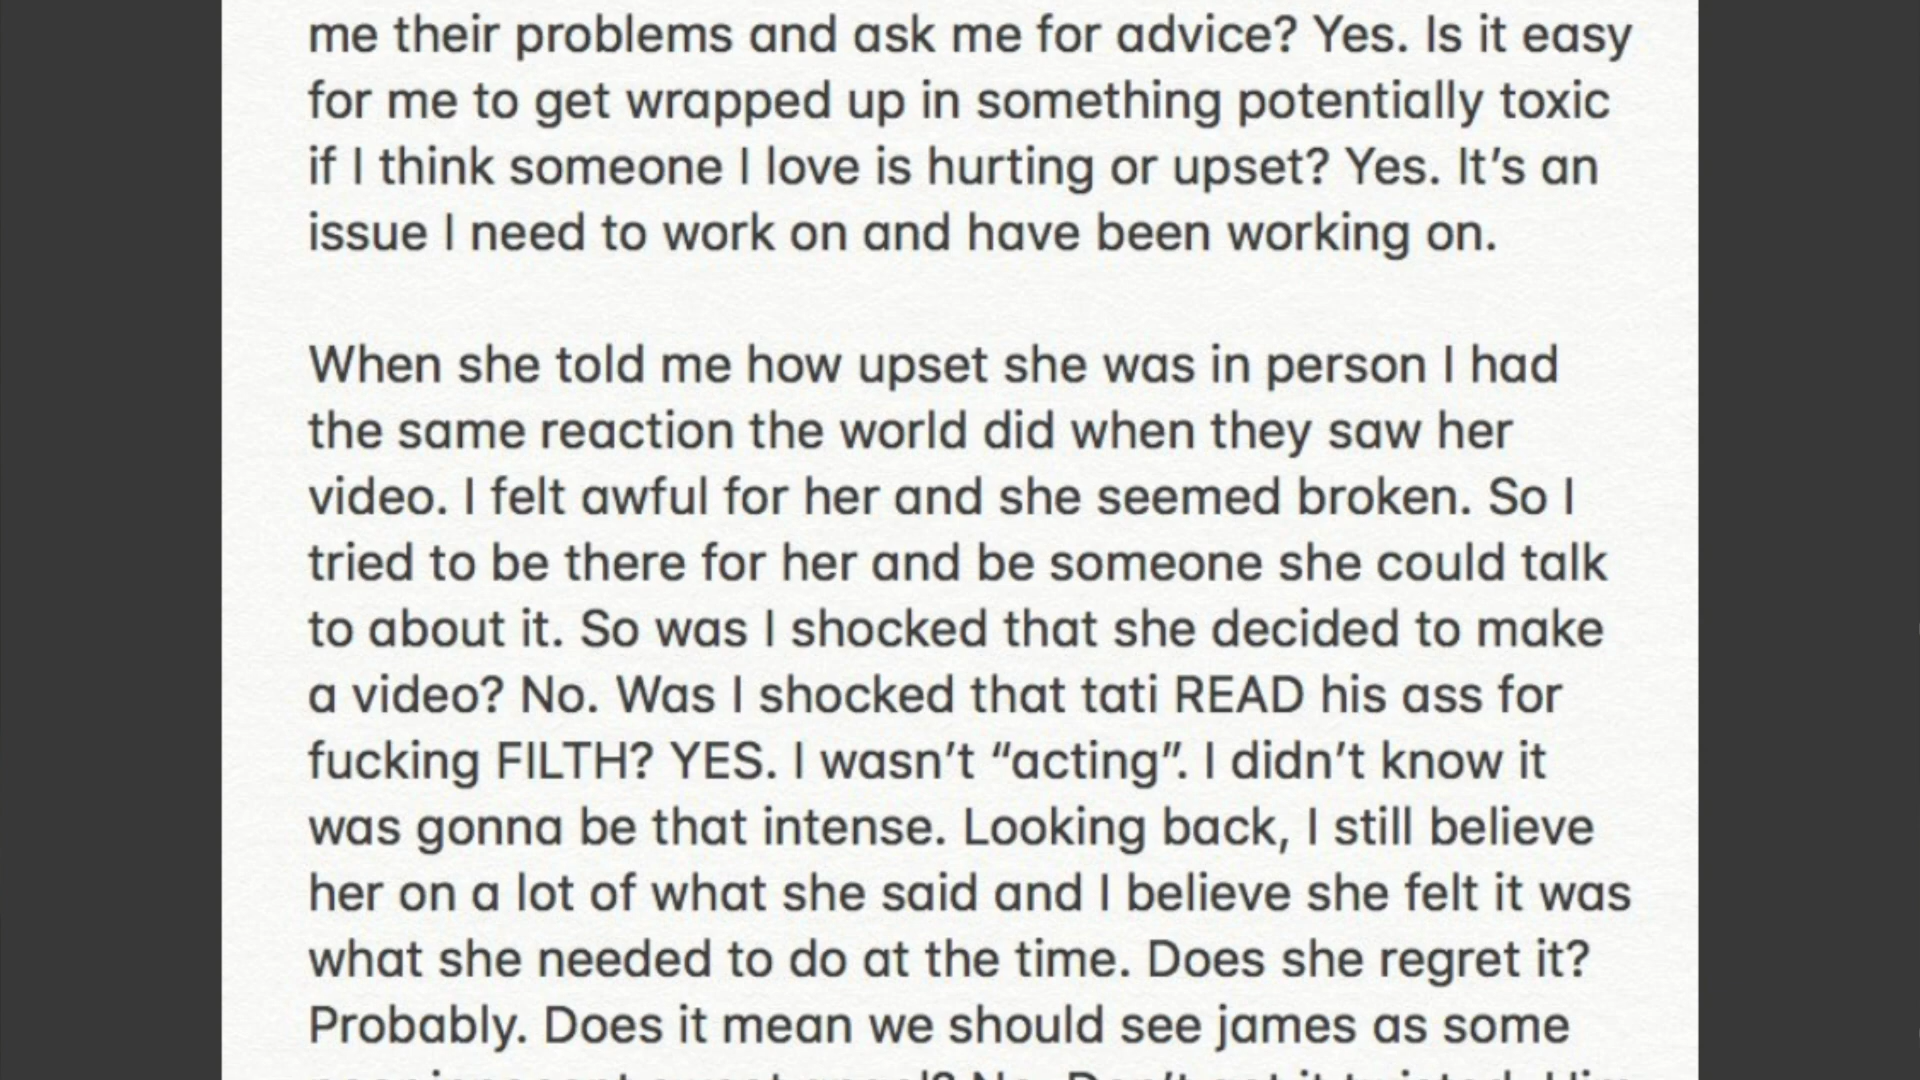 me their problems and ask me for advice? Yes. Is it easy
for me to get wrapped up in something potentially toxic
if I think someone I love is hurting or upset? Yes. It’s an
issue I need to work on and have been working on.
When she told me how upset she was in person I had
the same reaction the world did when they saw her
video. I felt awful for her and she seemed broken. So I
tried to be there for her and be someone she could talk
to about it. So was I shocked that she decided to make
a video? No. Was I shocked that tati READ his ass for
fucking FILTH? YES. I wasn’t “acting”. I didn’t know it
was gonna be that intense. Looking back, I still believe
her on a lot of what she said and I believe she felt it was
what she needed to do at the time. Does she regret it?
Probably. Does it mean we should see james as some